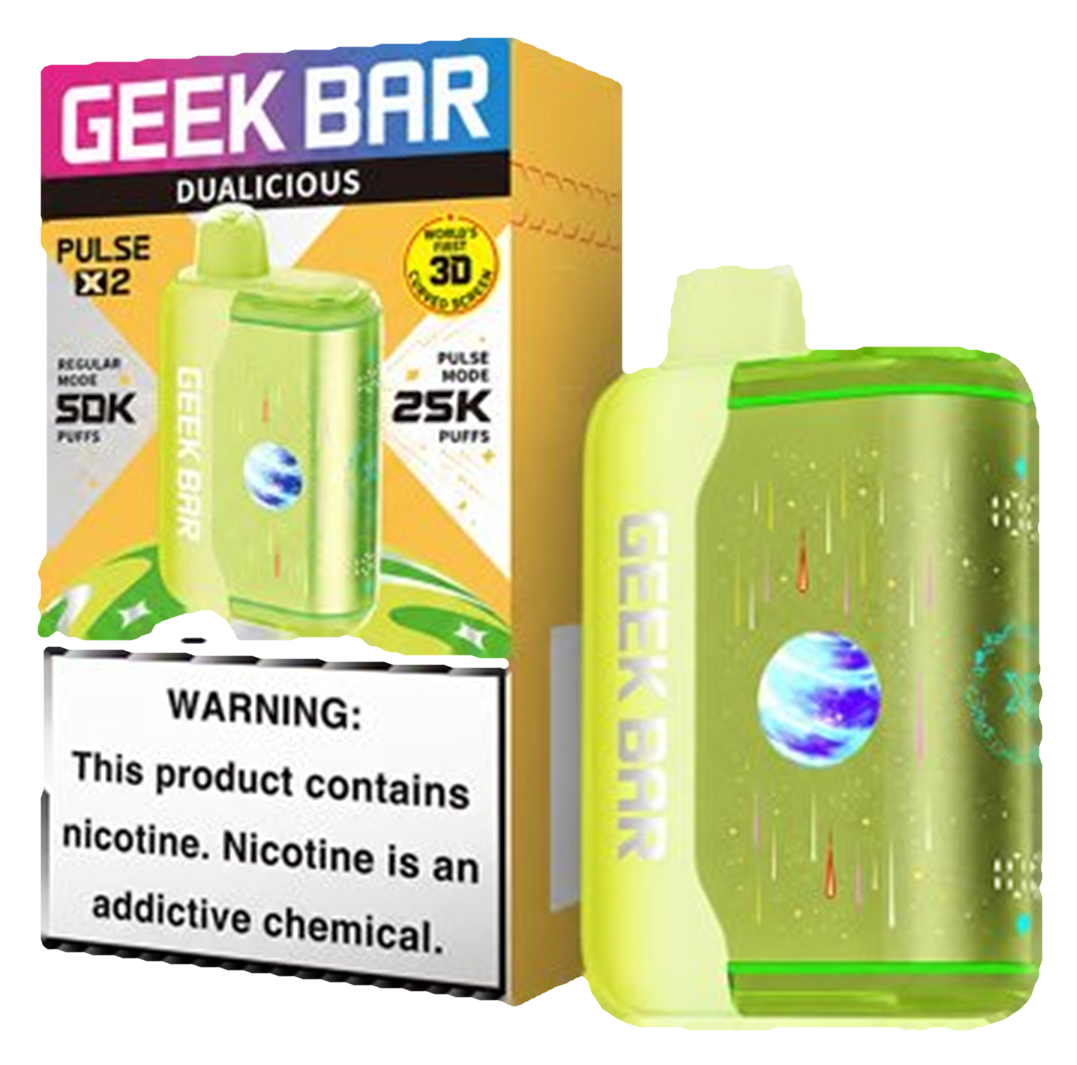 GEEK BAR
DUALICIOUS
PULSE
X2
WORLD'S
FIRST
3D
CURVED SCREEN
REGULAR
MODE
50K
PUFFS
PULSE
MODE
25K
PUFFS
GEEK BAR
WARNING:
This product contains
nicotine. Nicotine is an
addictive chemical.
GEEK BAR